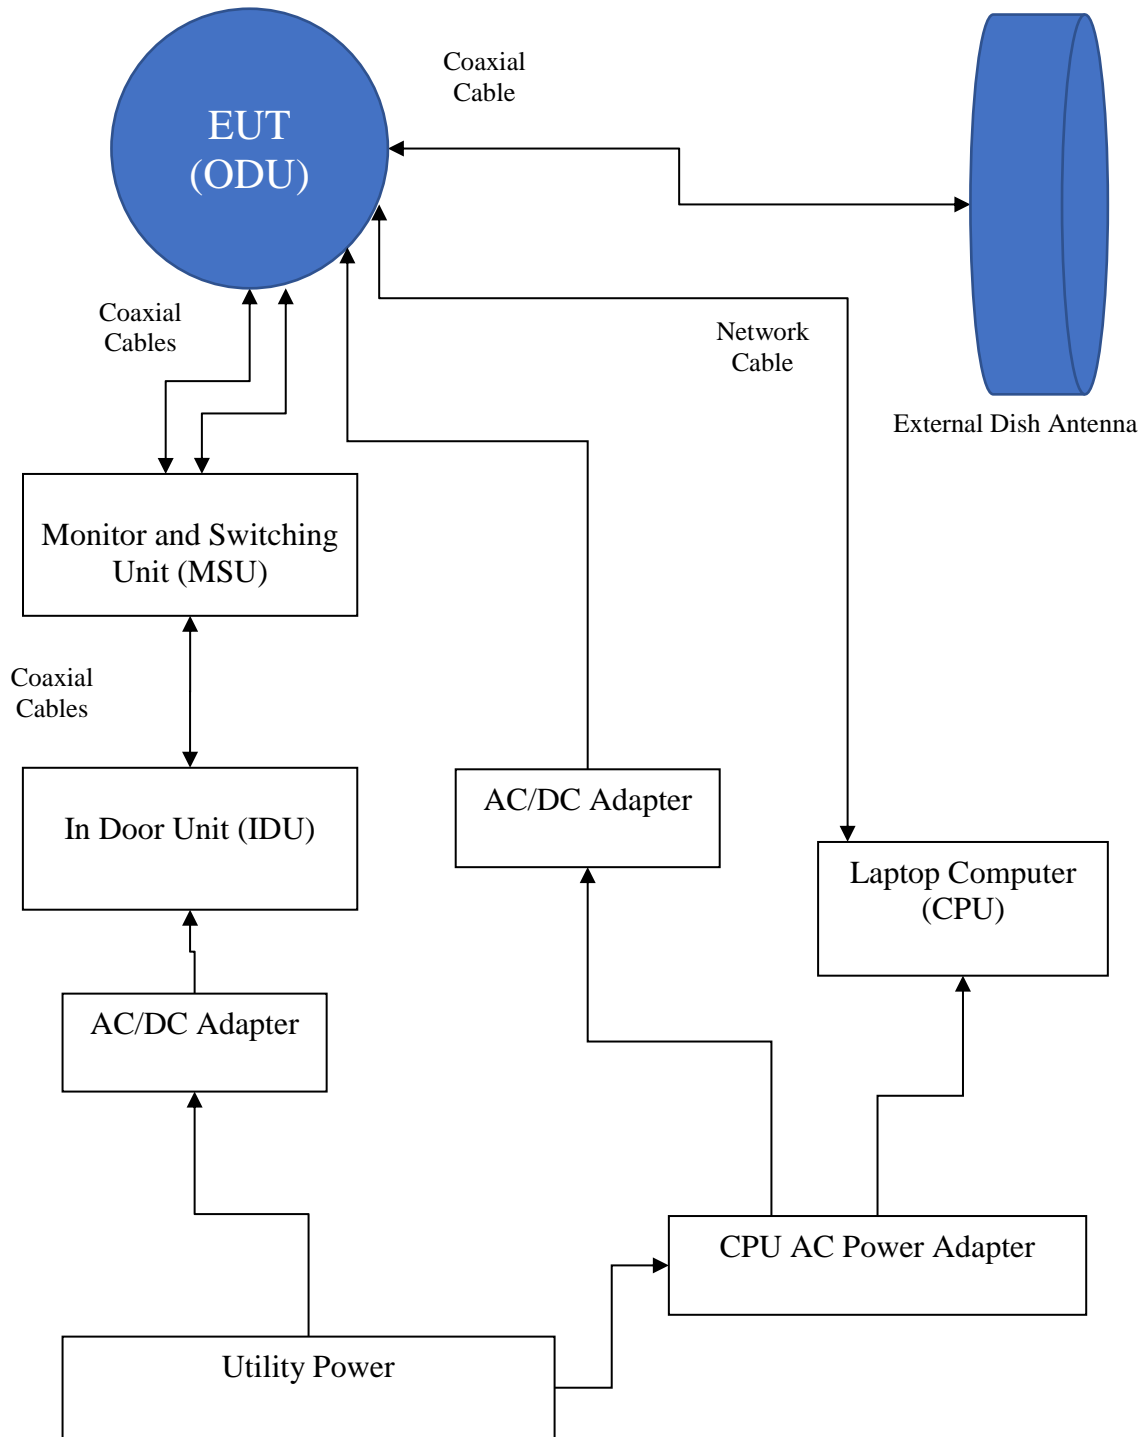 Coaxial
Cable
EUT
(ODU)
Coaxial
Cables
Network
Cable
External Dish Antenna
Monitor and Switching
Unit (MSU)
Coaxial
Cables
AC/DC Adapter
In Door Unit (IDU)
Laptop Computer
(CPU)
AC/DC Adapter
CPU AC Power Adapter
Utility Power